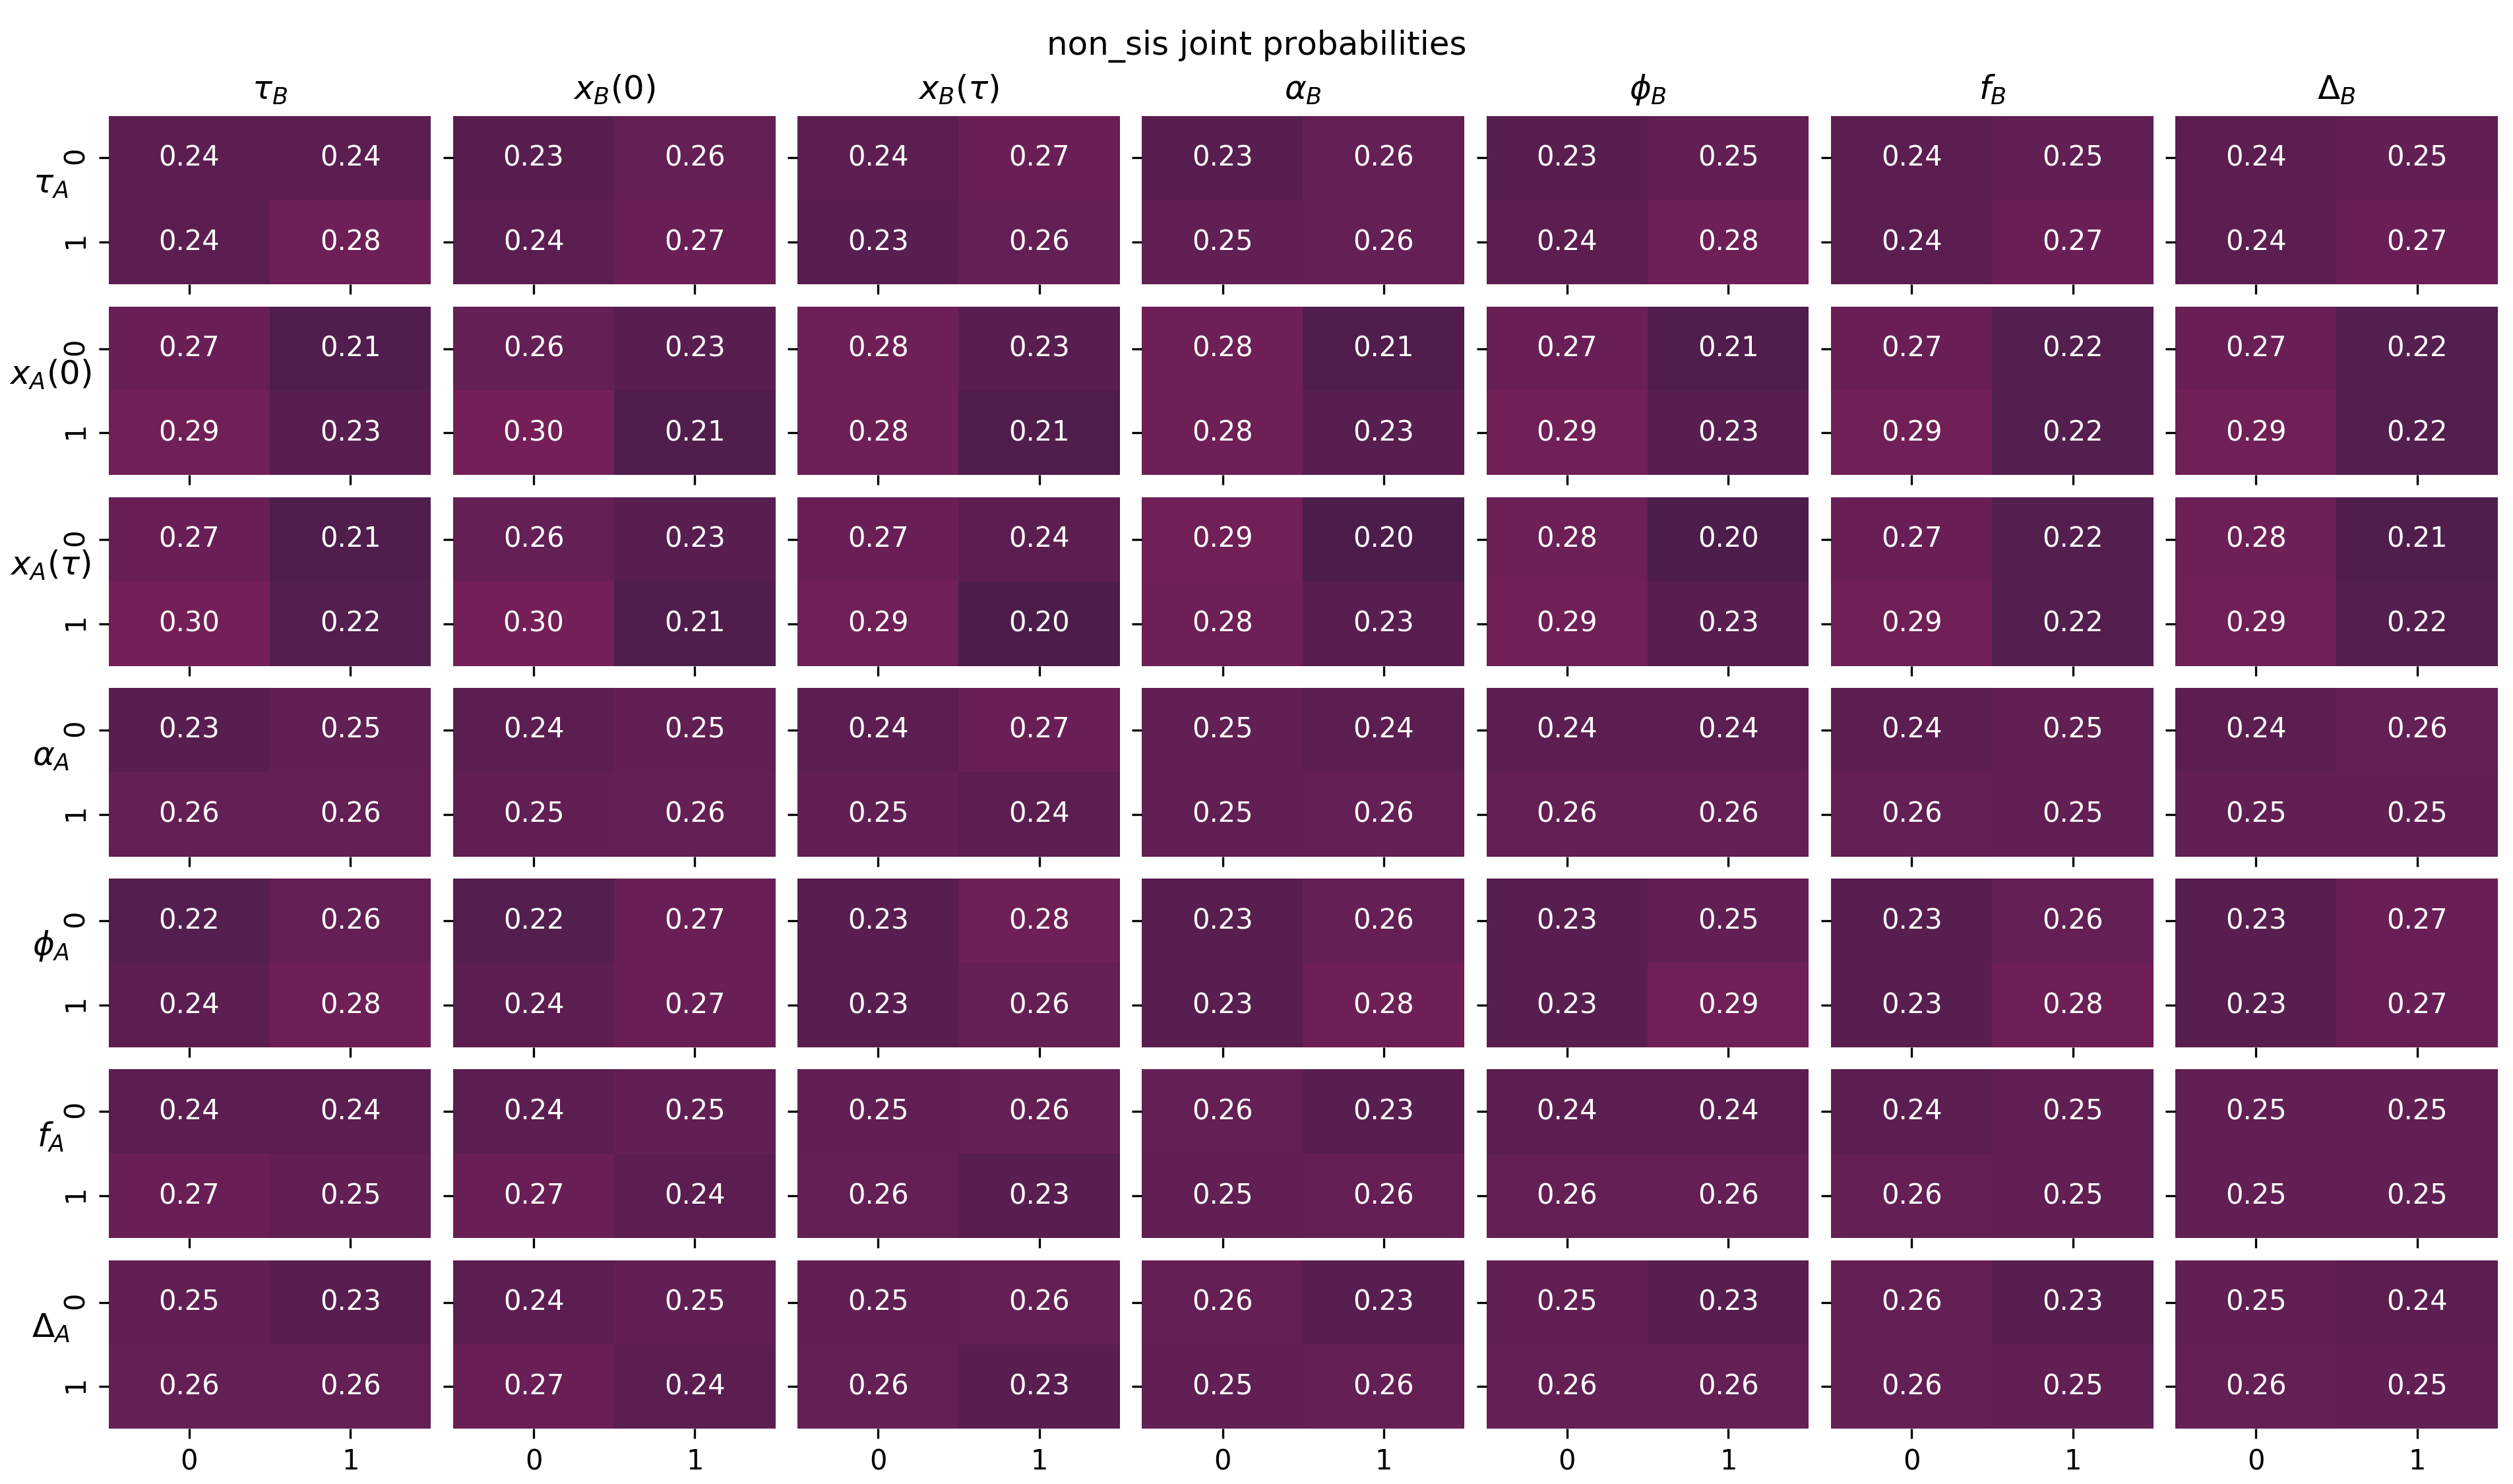 non_sis joint probabilities
τ_B x_B(0) x_B(τ) α_B ϕ_B f_B Δ_B
0 0.24 0.24 0.23 0.26 0.24 0.27 0.23 0.26 0.23 0.25 0.24 0.25 0.24 0.25
τ_A
1 0.24 0.28 0.24 0.27 0.23 0.26 0.25 0.26 0.24 0.28 0.24 0.27 0.24 0.27
0 0.27 0.21 0.26 0.23 0.28 0.23 0.28 0.21 0.27 0.21 0.27 0.22 0.27 0.22
x_A(0)
1 0.29 0.23 0.30 0.21 0.28 0.21 0.28 0.23 0.29 0.23 0.29 0.22 0.29 0.22
0 0.27 0.21 0.26 0.23 0.27 0.24 0.29 0.20 0.28 0.20 0.27 0.22 0.28 0.21
x_A(τ)
1 0.30 0.22 0.30 0.21 0.29 0.20 0.28 0.23 0.29 0.23 0.29 0.22 0.29 0.22
0 0.23 0.25 0.24 0.25 0.24 0.27 0.25 0.24 0.24 0.24 0.24 0.25 0.24 0.26
α_A
1 0.26 0.26 0.25 0.26 0.25 0.24 0.25 0.26 0.26 0.26 0.26 0.25 0.25 0.25
0 0.22 0.26 0.22 0.27 0.23 0.28 0.23 0.26 0.23 0.25 0.23 0.26 0.23 0.27
ϕ_A
1 0.24 0.28 0.24 0.27 0.23 0.26 0.23 0.28 0.23 0.29 0.23 0.28 0.23 0.27
0 0.24 0.24 0.24 0.25 0.25 0.26 0.26 0.23 0.24 0.24 0.24 0.25 0.25 0.25
f_A
1 0.27 0.25 0.27 0.24 0.26 0.23 0.25 0.26 0.26 0.26 0.26 0.25 0.25 0.25
0 0.25 0.23 0.24 0.25 0.25 0.26 0.26 0.23 0.25 0.23 0.26 0.23 0.25 0.24
Δ_A
1 0.26 0.26 0.27 0.24 0.26 0.23 0.25 0.26 0.26 0.26 0.26 0.25 0.26 0.25
0 1 0 1 0 1 0 1 0 1 0 1 0 1